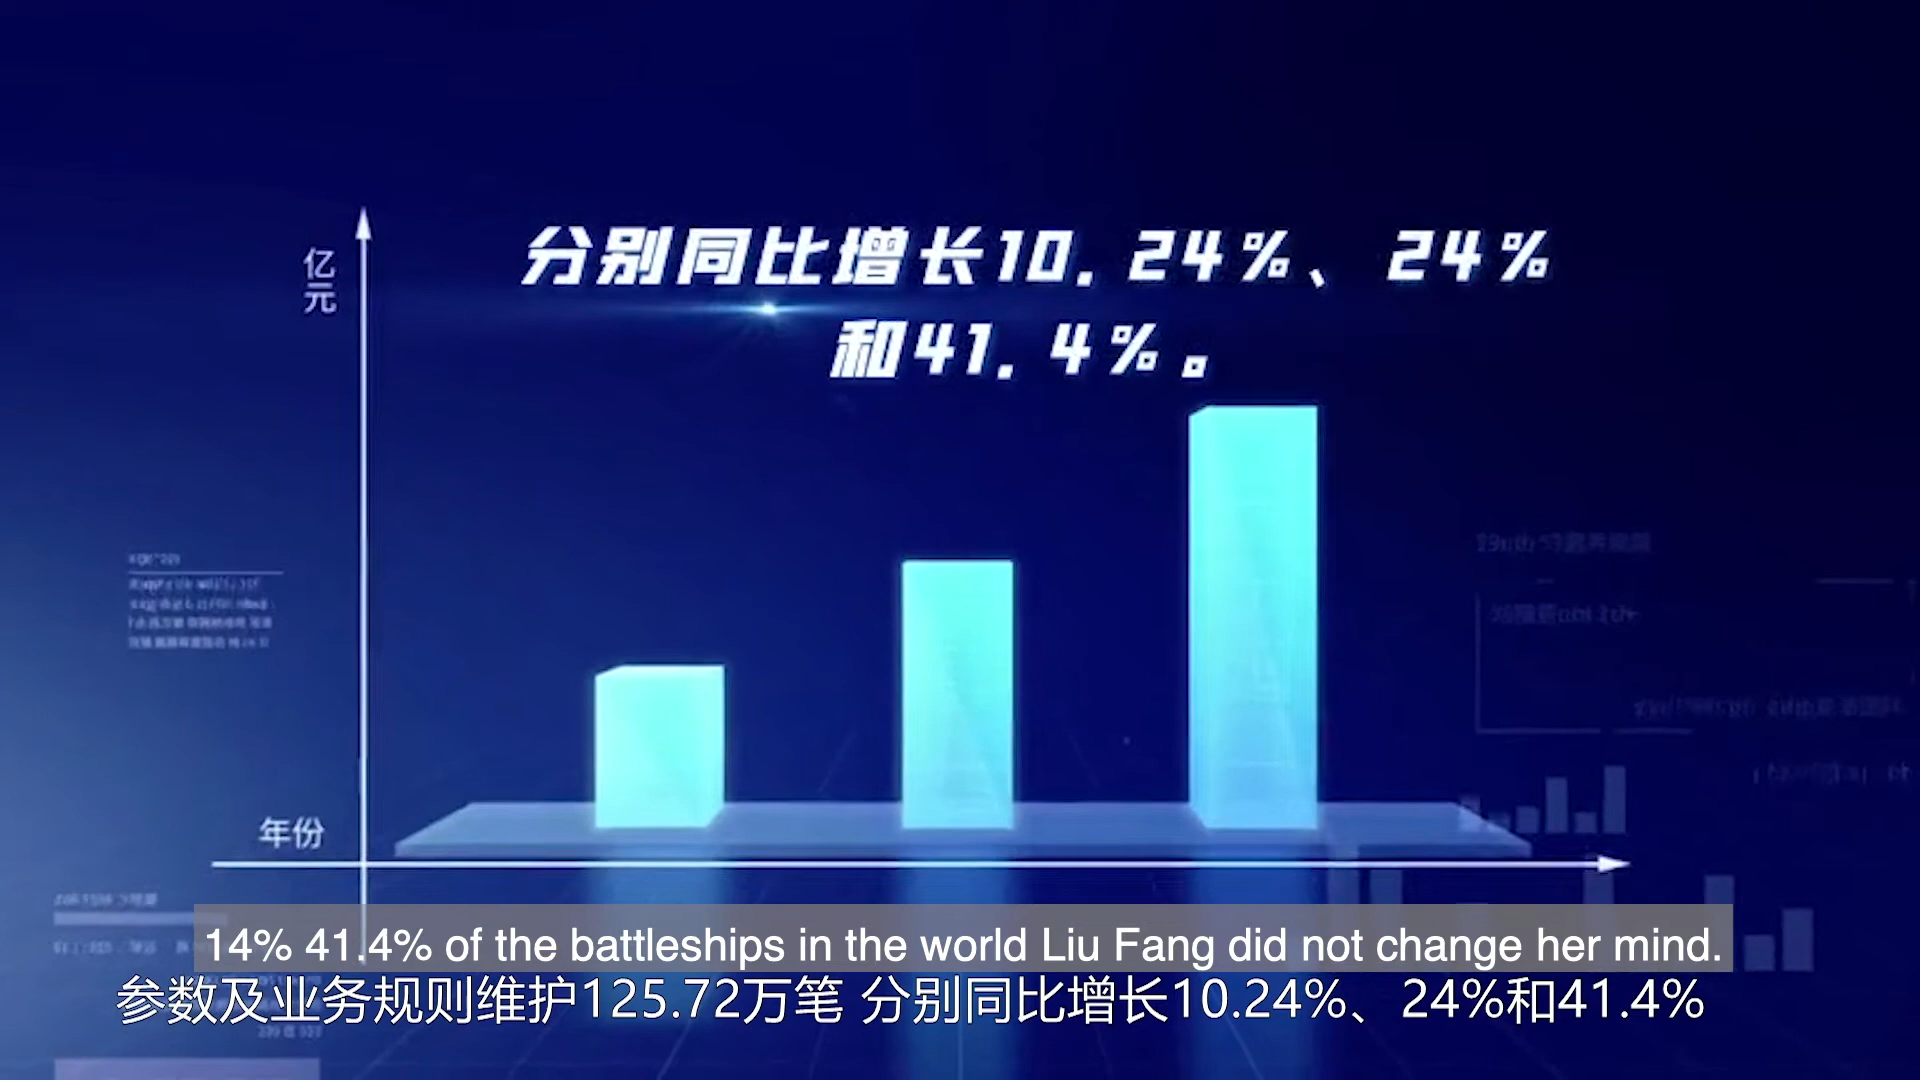 亿元
分别同比增长10.24%、24%
和41.4%。
年份
14% 41.4% of the battleships in the world Liu Fang did not change her mind.
参数及业务规则维护125.72万笔 分别同比增长10.24%、24%和41.4%